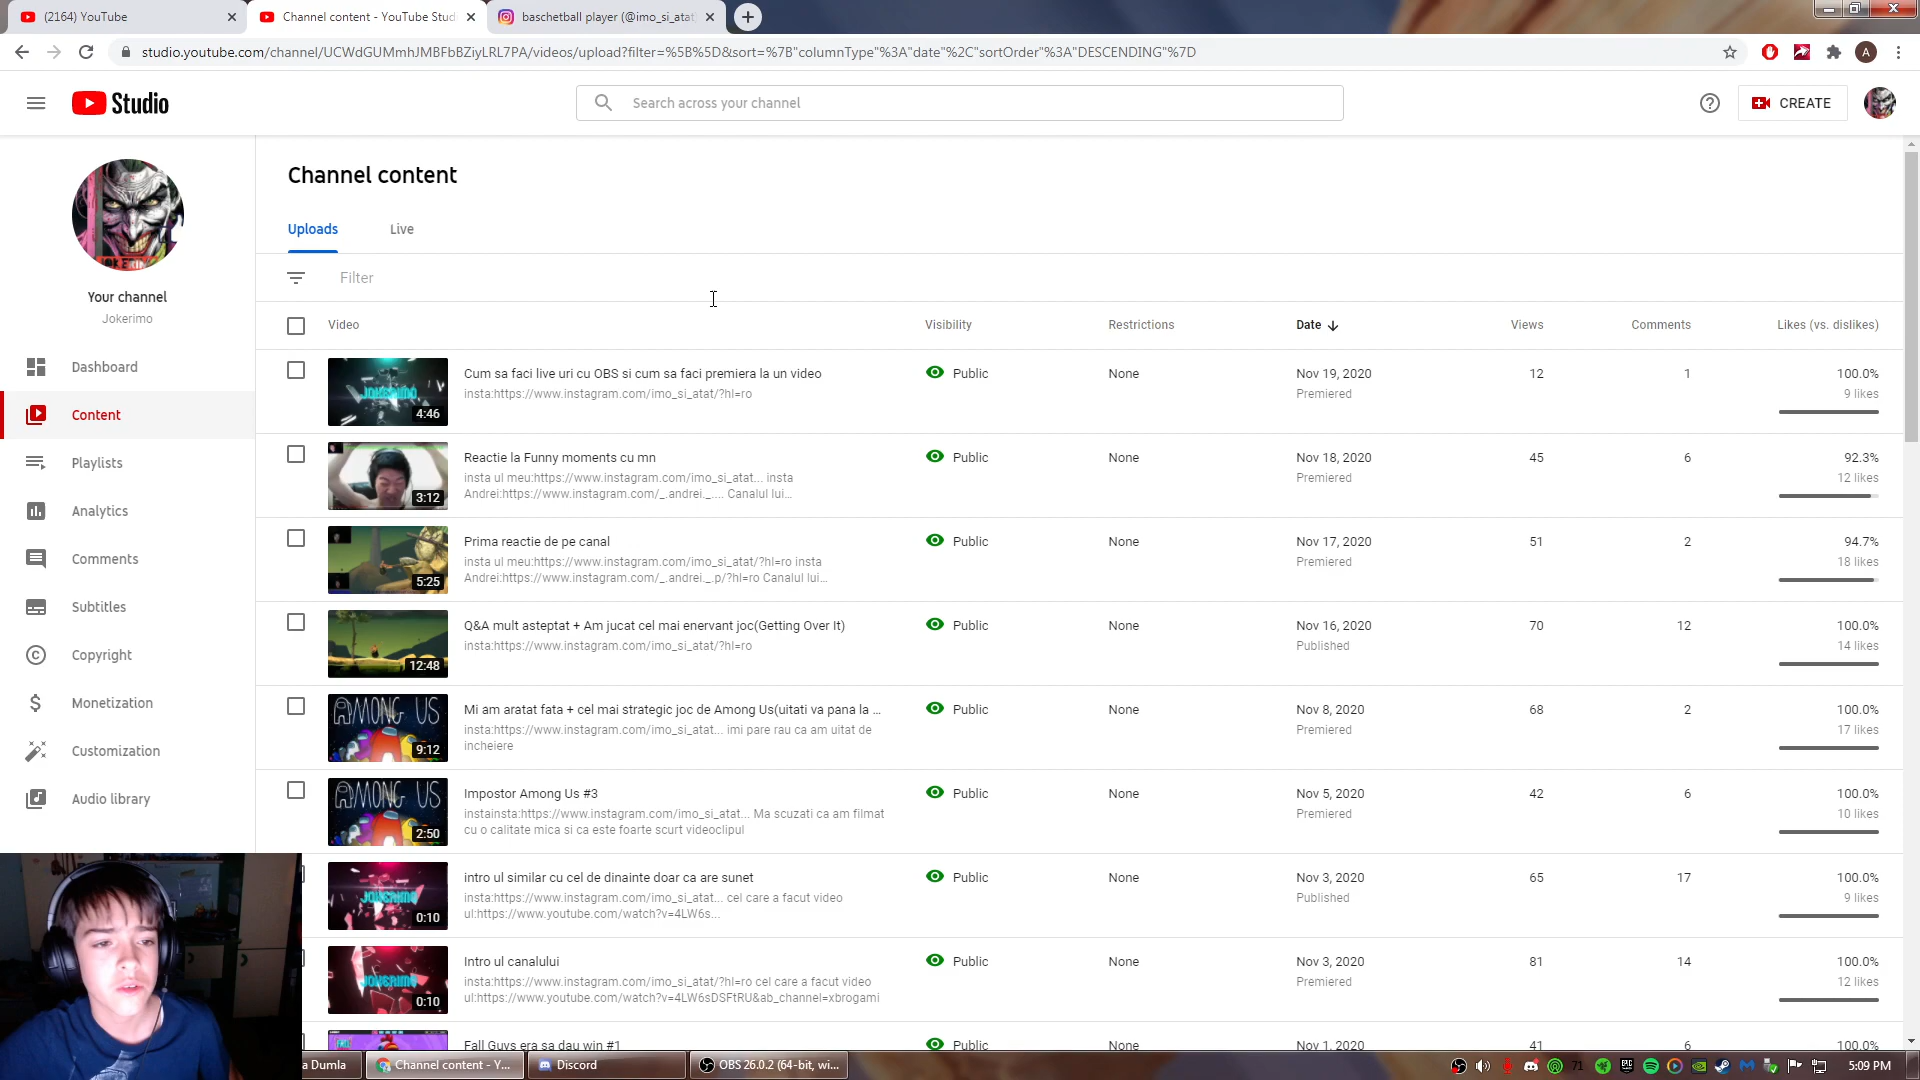 (2164) YouTube
Channel content - YouTube Studi
baschetball player (@imo_si_atat
studio.youtube.com/channel/UCWdGUMmhJMBFbBZiyLRL7PA/videos/upload?filter=%5B%5D&sort=%7B"columnType"%3A"date"%2C"sortOrder"%3A"DESCENDING"%7D
A
Studio
Search across your channel
CREATE
JOKERIMO
Your channel
Jokerimo
Dashboard
Content
Playlists
Analytics
Comments
Subtitles
Copyright
Monetization
Customization
Audio library
Channel content
Uploads Live
Filter
Video Visibility Restrictions Date Views Comments Likes (vs. dislikes)
JOKERIMO
4:46
Cum sa faci live uri cu OBS si cum sa faci premiera la un video Public None Nov 19, 2020 12 1 100.0%
insta:https://www.instagram.com/imo_si_atat/?hl=ro Premiered 9 likes
3:12
Reactie la Funny moments cu mn Public None Nov 18, 2020 45 6 92.3%
insta ul meu:https://www.instagram.com/imo_si_atat... insta Premiered 12 likes
Andrei:https://www.instagram.com/_.andrei._.... Canalul lui...
5:25
Prima reactie de pe canal Public None Nov 17, 2020 51 2 94.7%
insta ul meu:https://www.instagram.com/imo_si_atat/?hl=ro insta Premiered 18 likes
Andrei:https://www.instagram.com/_.andrei._.p/?hl=ro Canalul lui...
12:48
Q&A mult asteptat + Am jucat cel mai enervant joc(Getting Over It) Public None Nov 16, 2020 70 12 100.0%
insta:https://www.instagram.com/imo_si_atat/?hl=ro Published 14 likes
AMONG US
9:12
Mi am aratat fata + cel mai strategic joc de Among Us(uitati va pana la ... Public None Nov 8, 2020 68 2 100.0%
insta:https://www.instagram.com/imo_si_atat... imi pare rau ca am uitat de Premiered 17 likes
incheiere
AMONG US
2:50
Impostor Among Us #3 Public None Nov 5, 2020 42 6 100.0%
instainsta:https://www.instagram.com/imo_si_atat... Ma scuzati ca am filmat Premiered 10 likes
cu o calitate mica si ca este foarte scurt videoclipul
JOKERIMO
0:10
intro ul similar cu cel de dinainte doar ca are sunet Public None Nov 3, 2020 65 17 100.0%
insta:https://www.instagram.com/imo_si_atat... cel care a facut video Published 9 likes
ul:https://www.youtube.com/watch?v=4LW6s...
JOKERIMO
0:10
Intro ul canalului Public None Nov 3, 2020 81 14 100.0%
insta:https://www.instagram.com/imo_si_atat/?hl=ro cel care a facut video Premiered 12 likes
ul:https://www.youtube.com/watch?v=4LW6sDSFtRU&ab_channel=xbrogami
Fall Guys era sa dau win #1 Public None Nov 1, 2020 41 6 100.0%
a Dumla
Channel content - Y...
Discord
OBS 26.0.2 (64-bit, wi...
71
5:09 PM